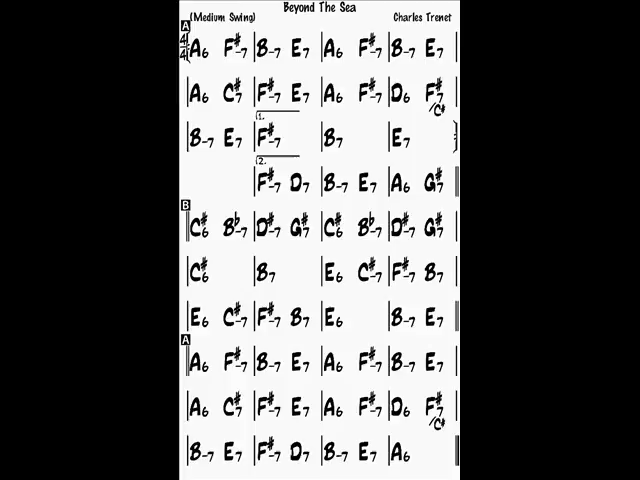 Beyond The Sea
(Medium Swing) Charles Trenet
A
4/4 A6 F#-7 B-7 E7 A6 F#-7 B-7 E7
A6 C#7 F#-7 E7 A6 F#-7 D6 F#7/C#
1.
B-7 E7 F#-7 B7 E7
2.
F#-7 D7 B-7 E7 A6 G#7
B
C#6 Bb-7 D#-7 G#7 C#6 Bb-7 D#-7 G#7
C#6 B7 E6 C#-7 F#-7 B7
E6 C#-7 F#-7 B7 E6 B-7 E7
A
A6 F#-7 B-7 E7 A6 F#-7 B-7 E7
A6 C#7 F#-7 E7 A6 F#-7 D6 F#7/C#
B-7 E7 F#-7 D7 B-7 E7 A6